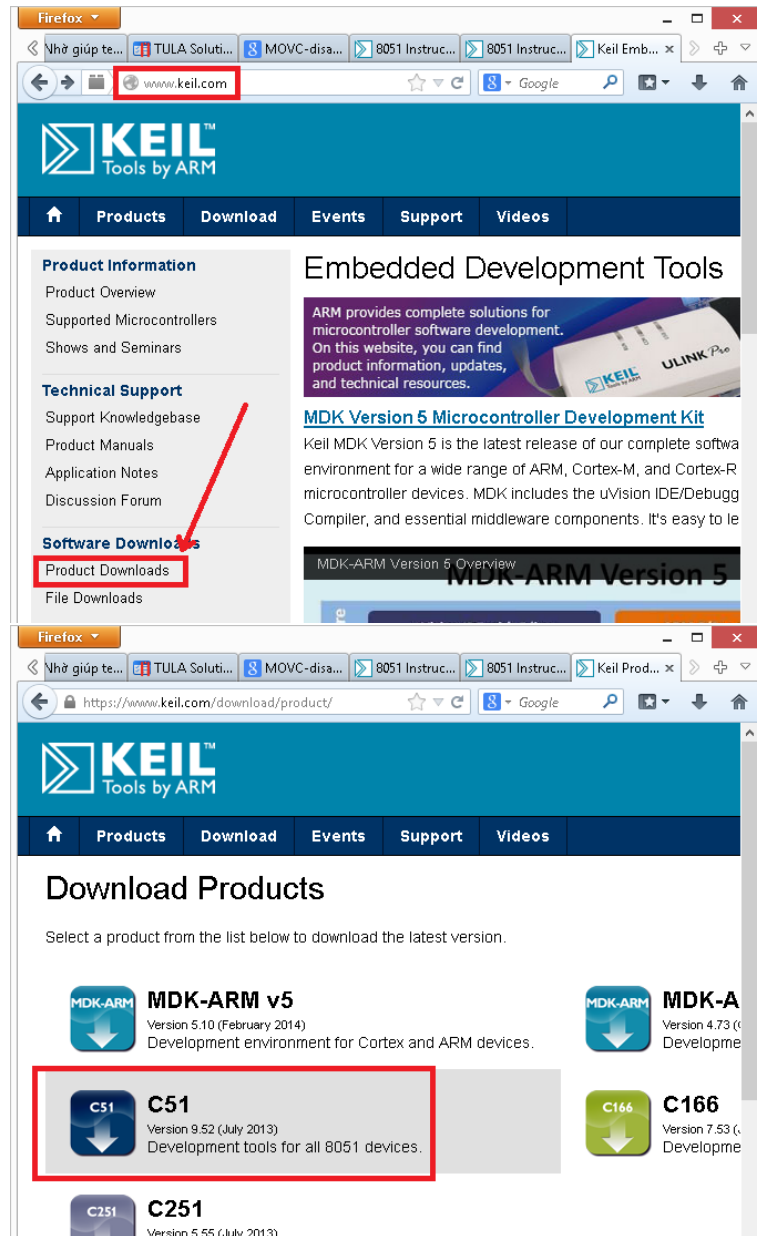 Firefox
Nhờ giúp te... TULA Soluti... MOVC-disa... 8051 Instruc... 8051 Instruc... Keil Emb...
www.keil.com Google
KEIL™
Tools by ARM
Products Download Events Support Videos
Product Information
Product Overview
Supported Microcontrollers
Shows and Seminars
Technical Support
Support Knowledgebase
Product Manuals
Application Notes
Discussion Forum
Software Downloads
Product Downloads
File Downloads
Embedded Development Tools
ARM provides complete solutions for
microcontroller software development.
On this website, you can find
product information, updates,
and technical resources.
KEIL
Tools by ARM
ULINK Pro
MDK Version 5 Microcontroller Development Kit
Keil MDK Version 5 is the latest release of our complete softwa
environment for a wide range of ARM, Cortex-M, and Cortex-R
microcontroller devices. MDK includes the uVision IDE/Debugg
Compiler, and essential middleware components. It's easy to le
MDK-ARM Version 5 Overview
MDK-ARM Version 5
Firefox
Nhờ giúp te... TULA Soluti... MOVC-disa... 8051 Instruc... 8051 Instruc... Keil Prod...
https://www.keil.com/download/product/ Google
KEIL™
Tools by ARM
Products Download Events Support Videos
Download Products
Select a product from the list below to download the latest version.
MDK-ARM
MDK-ARM v5
Version 5.10 (February 2014)
Development environment for Cortex and ARM devices.
MDK-ARM
MDK-A
Version 4.73 (
Developme
C51
C51
Version 9.52 (July 2013)
Development tools for all 8051 devices.
C166
C166
Version 7.53 (
Developme
C251
C251
Version 5.55 (July 2013)